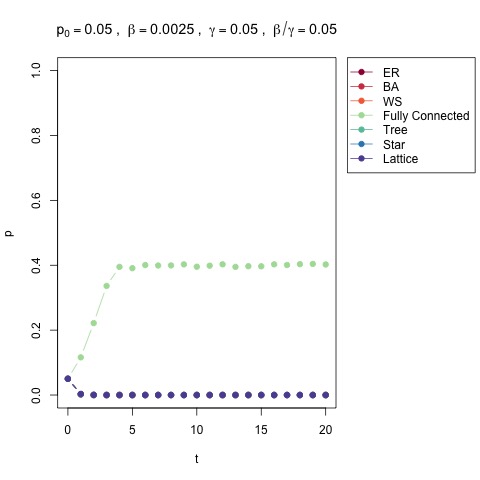 p₀ = 0.05 , β = 0.0025 , γ = 0.05 , β/γ = 0.05
ER
BA
WS
Fully Connected
Tree
Star
Lattice
1.0
0.8
0.6
0.4
0.2
0.0
p
0 5 10 15 20
t